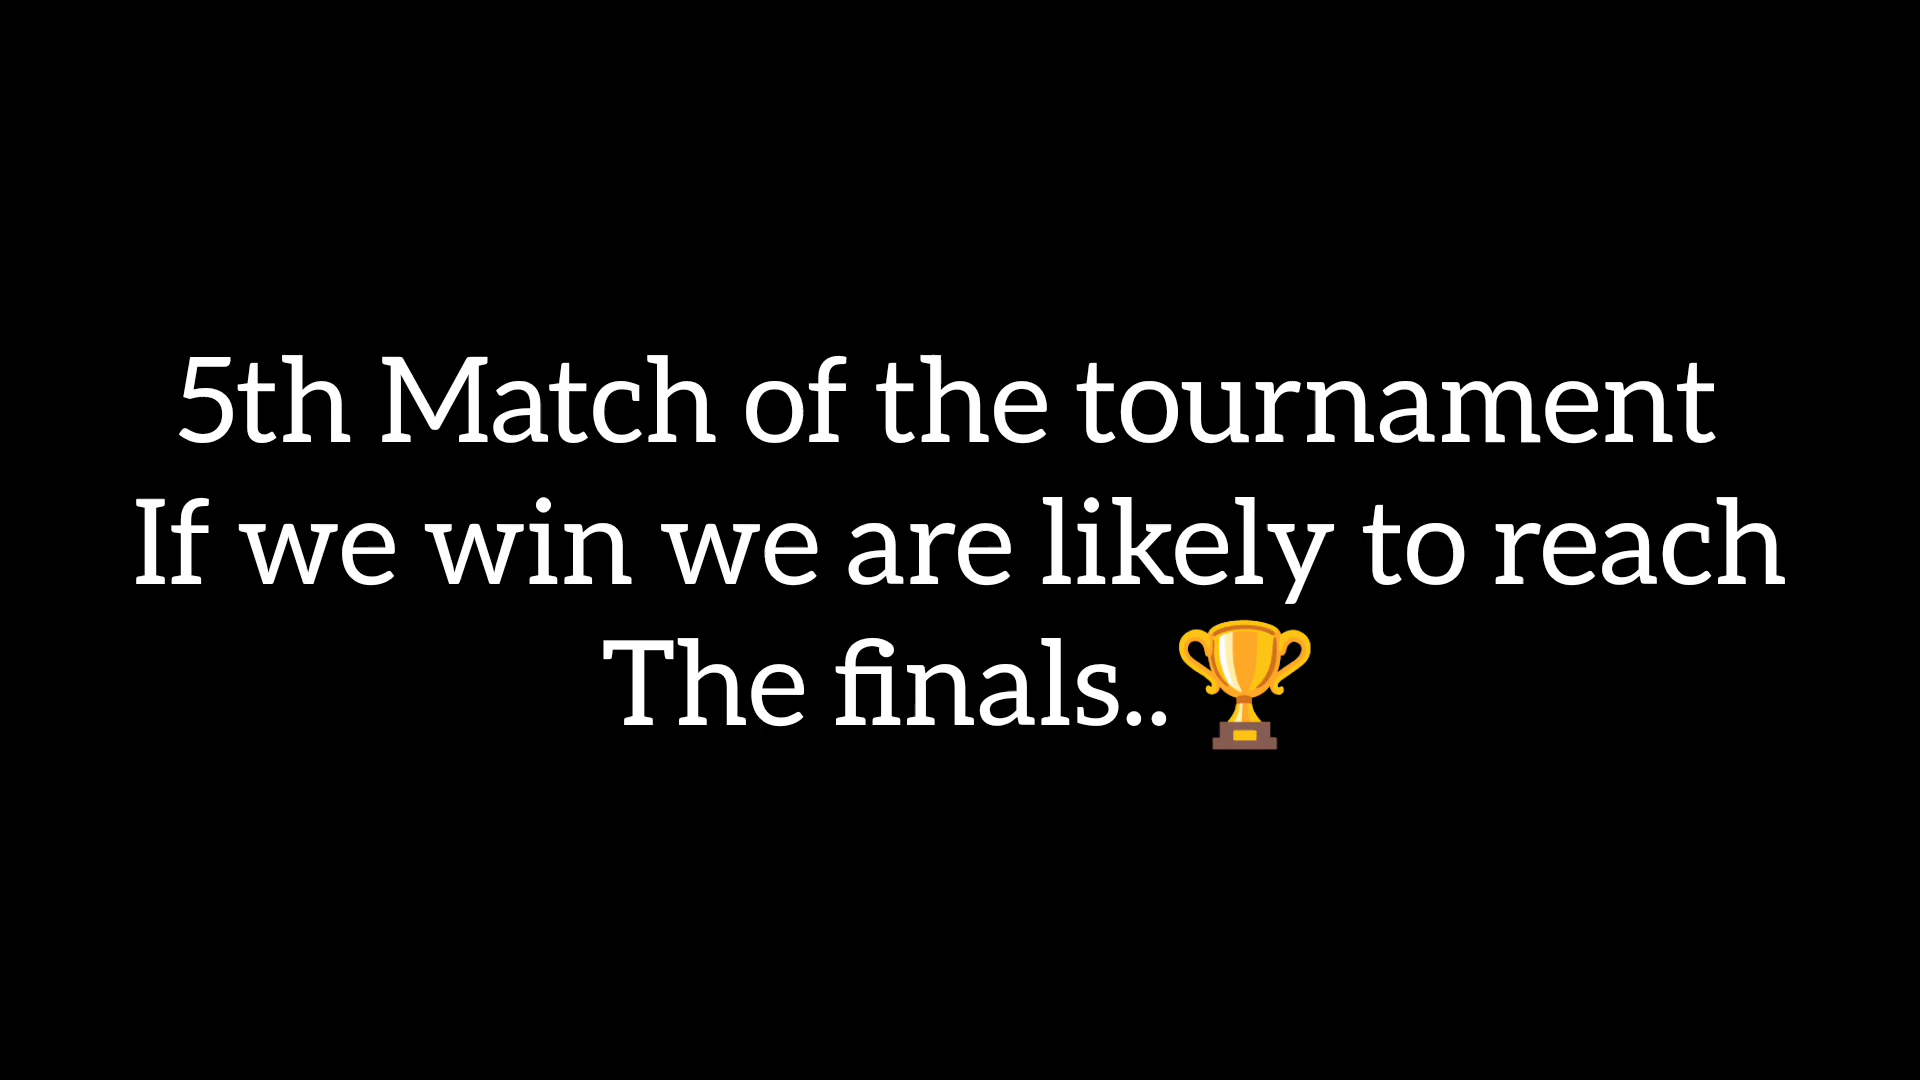 5th Match of the tournament
If we win we are likely to reach
The finals..🏆